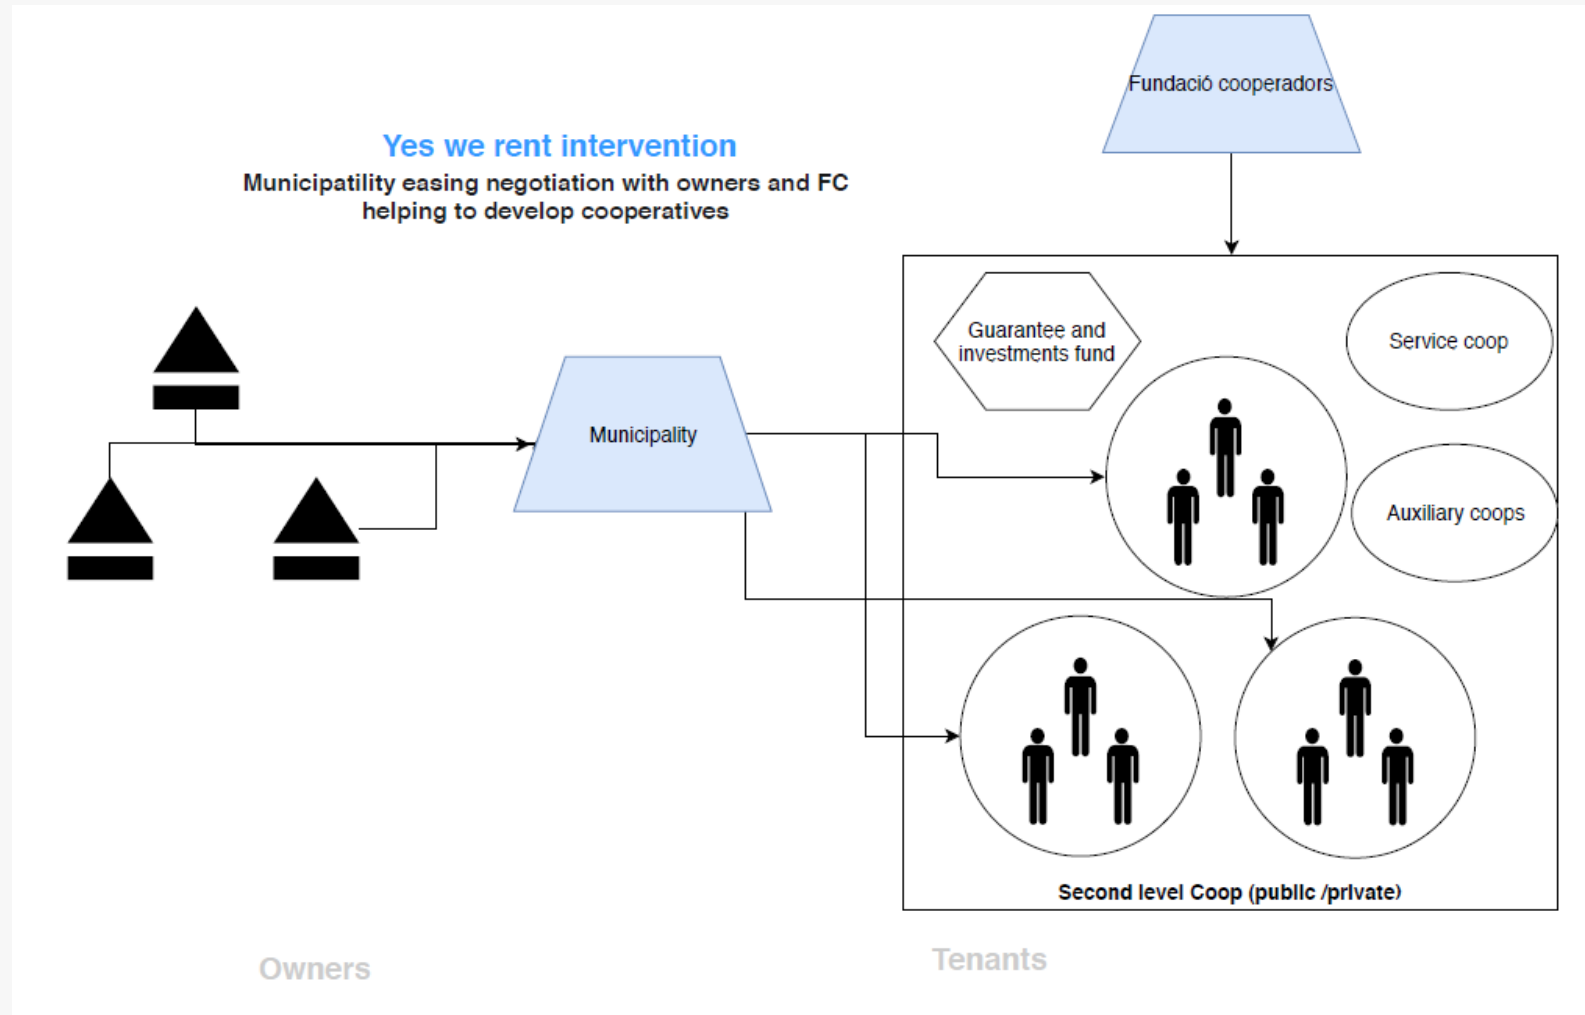 Fundació cooperadors
Yes we rent intervention
Municipatility easing negotiation with owners and FC
helping to develop cooperatives
Guarantee and
investments fund
Service coop
Municipality
Auxiliary coops
Second level Coop (public /private)
Owners
Tenants